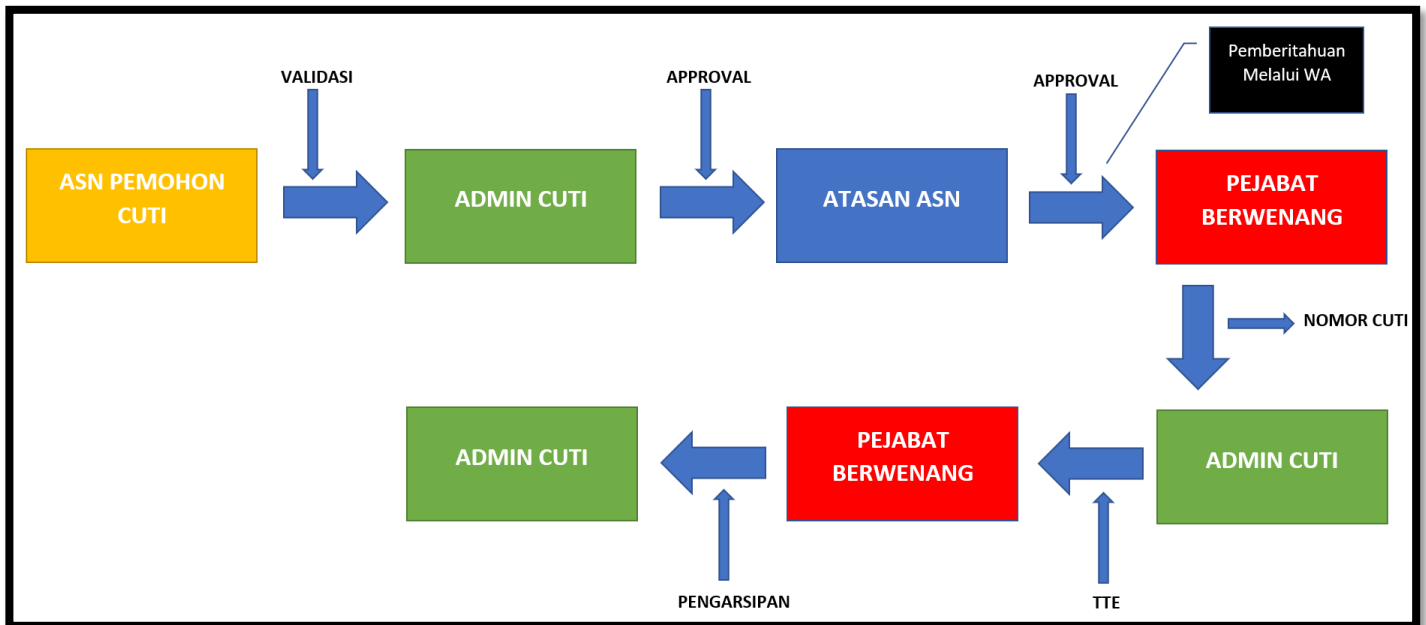 VALIDASI
APPROVAL
APPROVAL
Pemberitahuan
Melalui WA
ASN PEMOHON
CUTI
ADMIN CUTI
ATASAN ASN
PEJABAT
BERWENANG
NOMOR CUTI
ADMIN CUTI
PEJABAT
BERWENANG
ADMIN CUTI
PENGARSIPAN
TTE